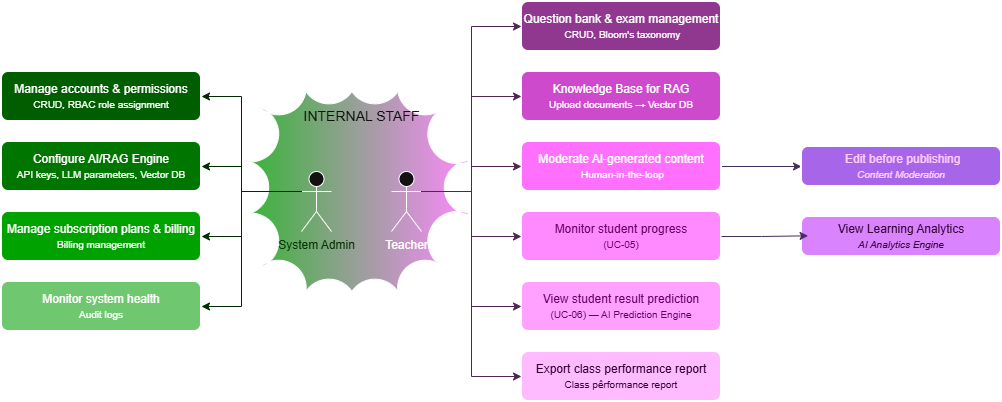 Question bank & exam management
CRUD, Bloom's taxonomy
Manage accounts & permissions
CRUD, RBAC role assignment
INTERNAL STAFF
Knowledge Base for RAG
Upload documents → Vector DB
Configure AI/RAG Engine
API keys, LLM parameters, Vector DB
Moderate AI-generated content
Human-in-the-loop
Edit before publishing
Content Moderation
Manage subscription plans & billing
Billing management
System Admin
Teacher
Monitor student progress
(UC-05)
View Learning Analytics
AI Analytics Engine
Monitor system health
Audit logs
View student result prediction
(UC-06) — AI Prediction Engine
Export class performance report
Class pêrformance report